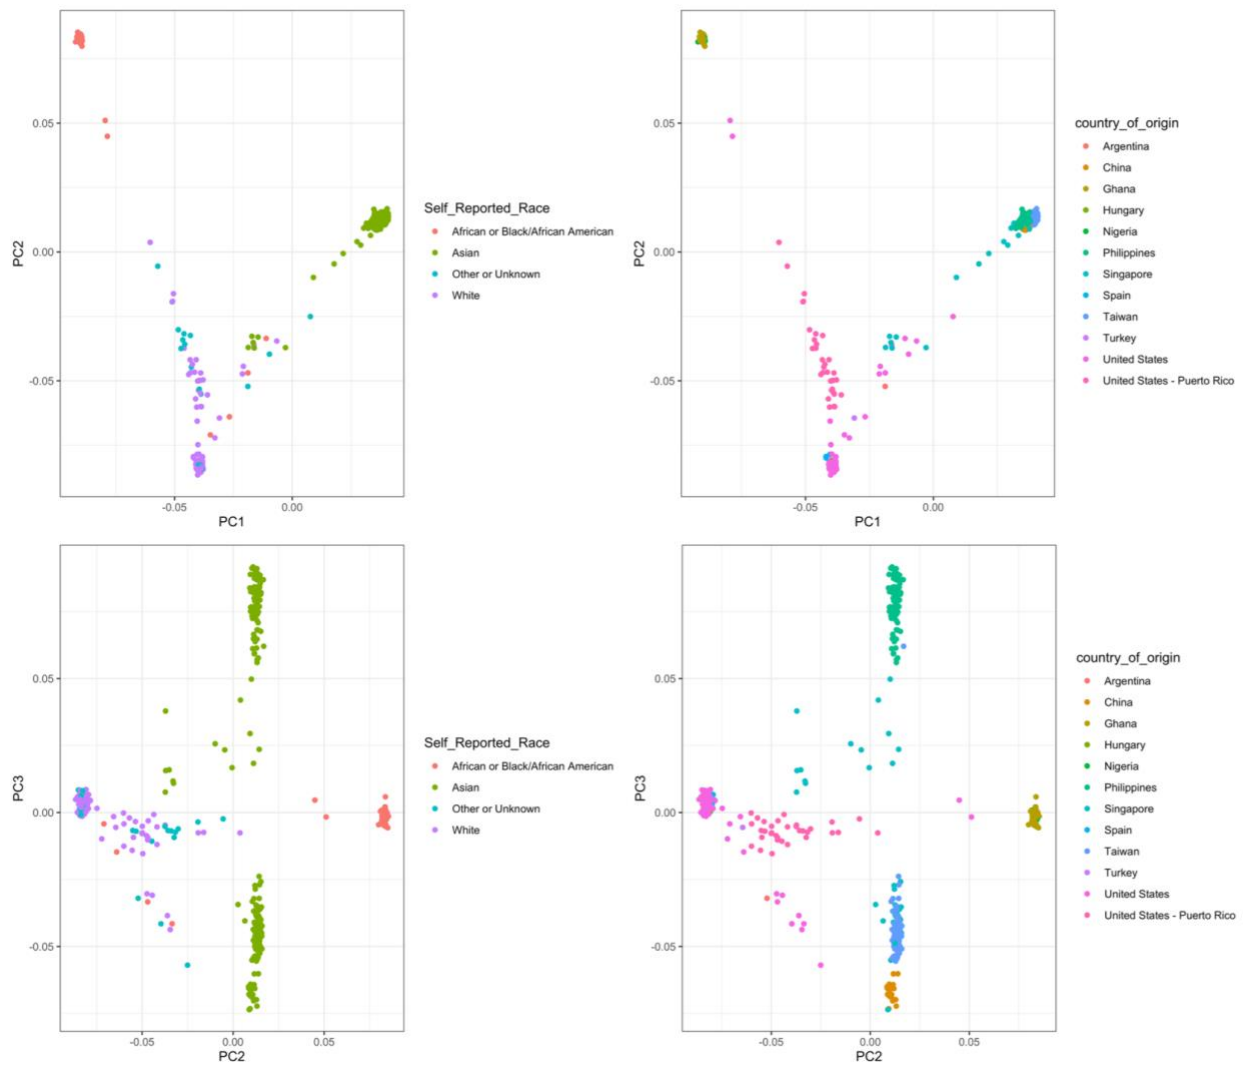 0.05
0.00
-0.05
PC2
-0.05
0.00
PC1
Self_Reported_Race
African or Black/African American
Asian
Other or Unknown
White
0.05
0.00
-0.05
PC2
-0.05
0.00
PC1
country_of_origin
Argentina
China
Ghana
Hungary
Nigeria
Philippines
Singapore
Spain
Taiwan
Turkey
United States
United States - Puerto Rico
0.05
0.00
-0.05
PC3
-0.05
0.00
0.05
PC2
Self_Reported_Race
African or Black/African American
Asian
Other or Unknown
White
0.05
0.00
-0.05
PC3
-0.05
0.00
0.05
PC2
country_of_origin
Argentina
China
Ghana
Hungary
Nigeria
Philippines
Singapore
Spain
Taiwan
Turkey
United States
United States - Puerto Rico